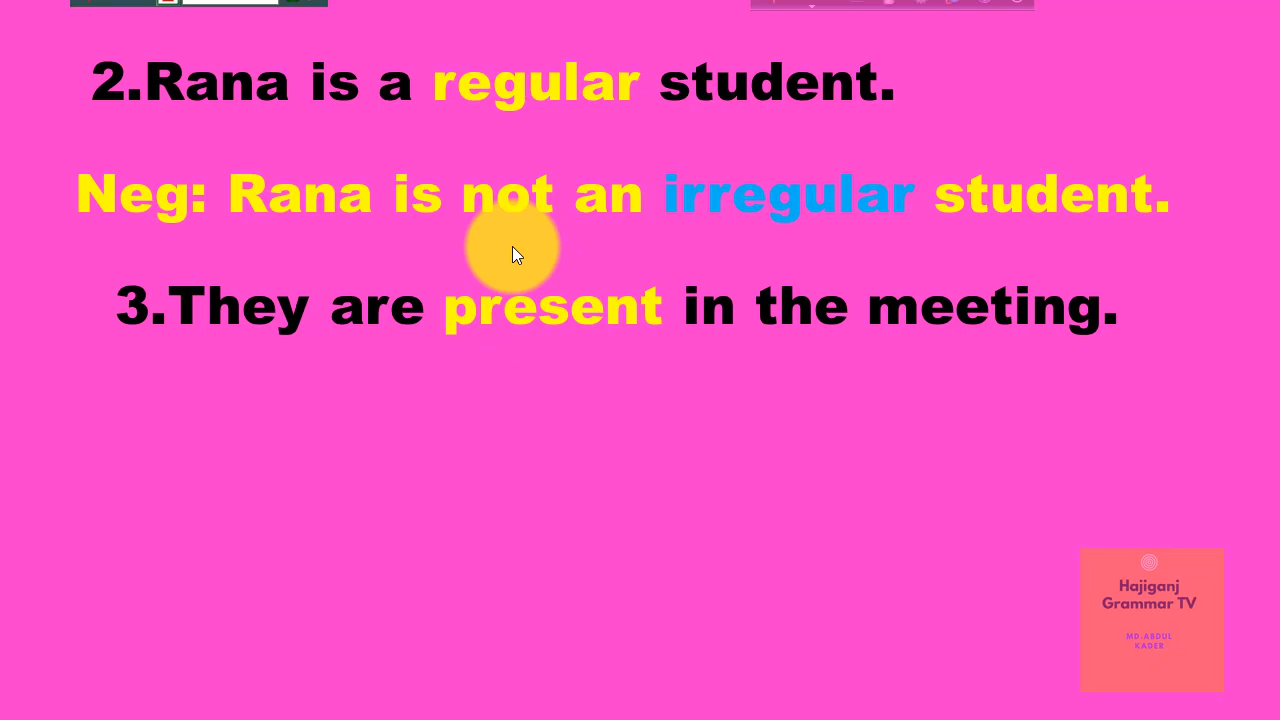 2.Rana is a regular student.
Neg: Rana is not an irregular student.
3.They are present in the meeting.
Hajiganj
Grammar TV
MD.ABDUL
KADER